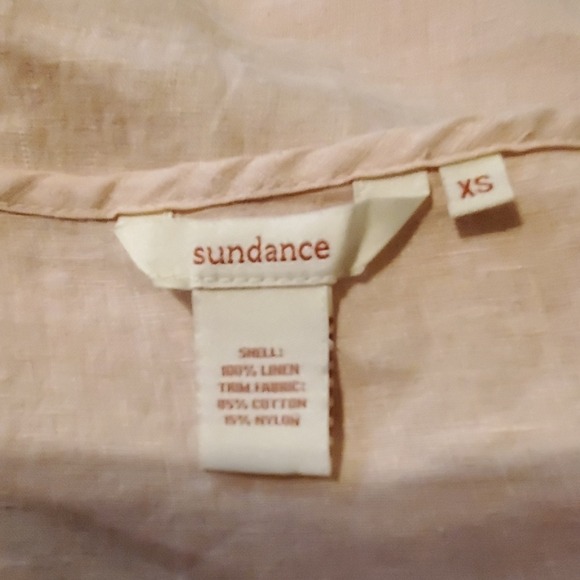 XS
sundance
SHELL:
100% LINEN
TRIM FABRIC:
85% COTTON
15% NYLON